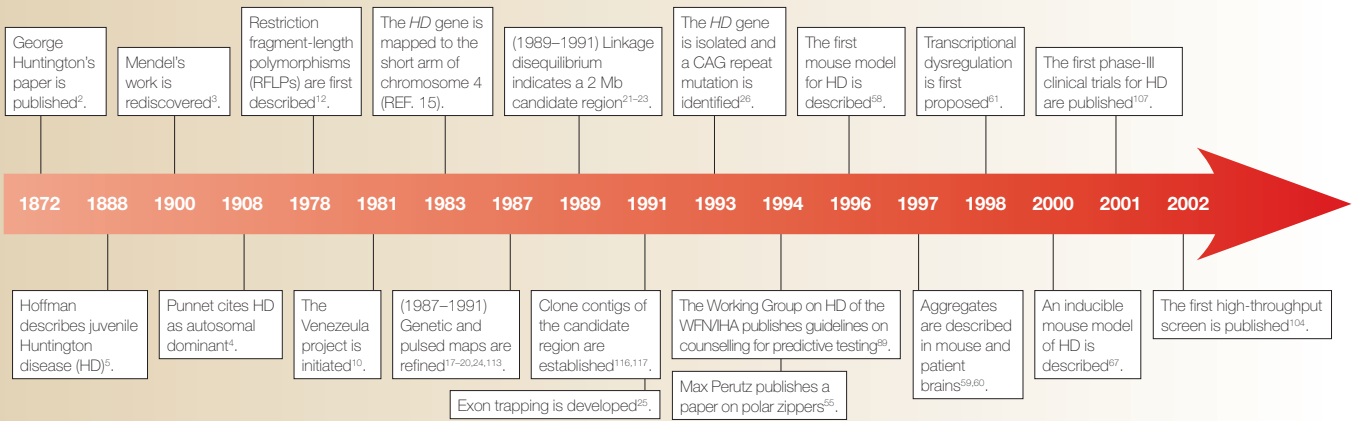 George
Huntington's
paper is
published2.
Mendel's
work is
rediscovered3.
Restriction
fragment-length
polymorphisms
(RFLPs) are first
described12.
The HD gene is
mapped to the
short arm of
chromosome 4
(REF. 15).
(1989–1991) Linkage
disequilibrium
indicates a 2 Mb
candidate region21–23.
The HD gene
is isolated and
a CAG repeat
mutation is
identified26.
The first
mouse model
for HD is
described58.
Transcriptional
dysregulation
is first
proposed61.
The first phase-III
clinical trials for HD
are published107.
1872 1888 1900 1908 1978 1981 1983 1987 1989 1991 1993 1994 1996 1997 1998 2000 2001 2002
Hoffman
describes juvenile
Huntington
disease (HD)5.
Punnet cites HD
as autosomal
dominant4.
The
Venezeula
project is
initiated10.
(1987–1991)
Genetic and
pulsed maps are
refined17–20,24,113.
Clone contigs of
the candidate
region are
established116,117.
Exon trapping is developed25.
The Working Group on HD of the
WFN/IHA publishes guidelines on
counselling for predictive testing89.
Max Perutz publishes a
paper on polar zippers55.
Aggregates
are described
in mouse and
patient
brains59,60.
An inducible
mouse model
of HD is
described67.
The first high-throughput
screen is published104.